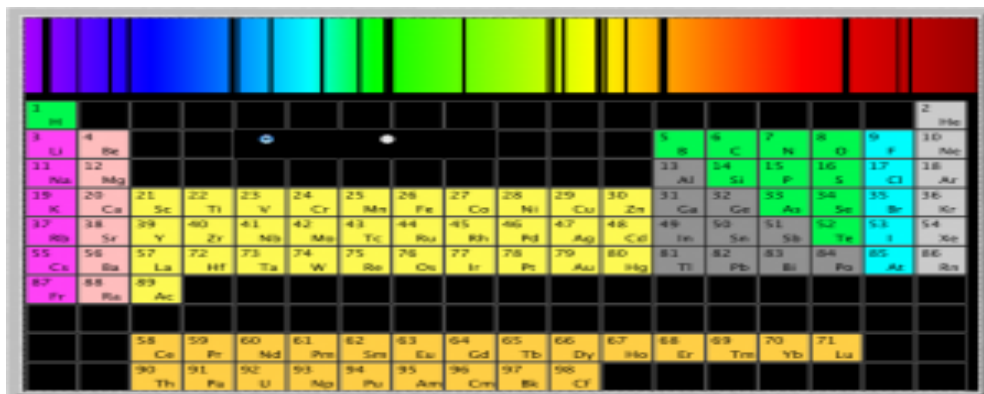 1 2
H He
3 4 5 6 7 8 9 10
Li Be B C N O F Ne
11 12 13 14 15 16 17 18
Na Mg Al Si P S Cl Ar
19 20 21 22 23 24 25 26 27 28 29 30 31 32 33 34 35 36
K Ca Sc Ti V Cr Mn Fe Co Ni Cu Zn Ga Ge As Se Br Kr
37 38 39 40 41 42 43 44 45 46 47 48 49 50 51 52 53 54
Rb Sr Y Zr Nb Mo Tc Ru Rh Pd Ag Cd In Sn Sb Te I Xe
55 56 57 72 73 74 75 76 77 78 79 80 81 82 83 84 85 86
Cs Ba La Hf Ta W Re Os Ir Pt Au Hg Tl Pb Bi Po At Rn
87 88 89
Fr Ra Ac
58 59 60 61 62 63 64 65 66 67 68 69 70 71
Ce Pr Nd Pm Sm Eu Gd Tb Dy Ho Er Tm Yb Lu
90 91 92 93 94 95 96 97 98
Th Pa U Np Pu Am Cm Bk Cf